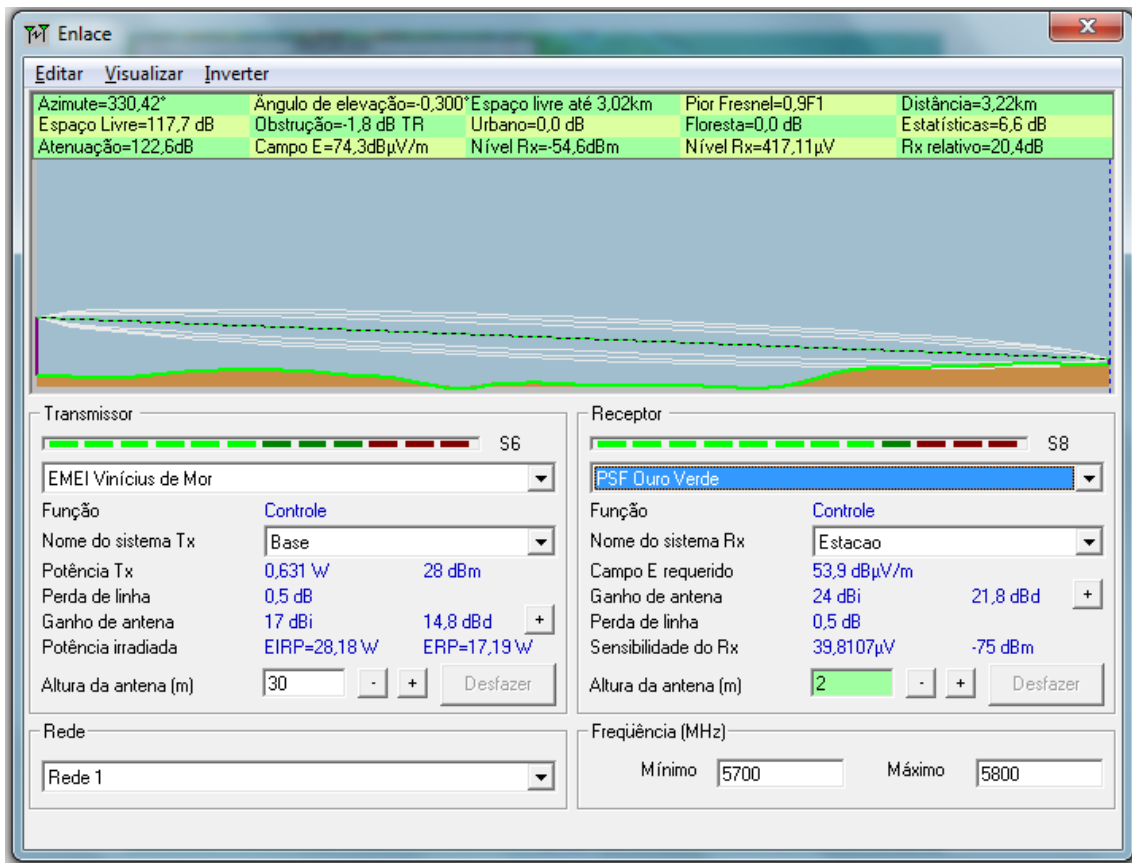 Enlace
Editar Visualizar Inverter
Azimute=330,42° Ângulo de elevação=-0,300° Espaço livre até 3,02km Pior Fresnel=0,9F1 Distância=3,22km
Espaço Livre=117,7 dB Obstrução=-1,8 dB TR Urbano=0,0 dB Floresta=0,0 dB Estatísticas=6,6 dB
Atenuação=122,6dB Campo E=74,3dBµV/m Nível Rx=-54,6dBm Nível Rx=417,11µV Rx relativo=20,4dB
Transmissor
S6
EMEI Vinícius de Mor
Função Controle
Nome do sistema Tx Base
Potência Tx 0,631 W 28 dBm
Perda de linha 0,5 dB
Ganho de antena 17 dBi 14,8 dBd +
Potência irradiada EIRP=28,18 W ERP=17,19 W
Altura da antena (m) 30 - + Desfazer
Receptor
S8
PSF Ouro Verde
Função Controle
Nome do sistema Rx Estacao
Campo E requerido 53,9 dBµV/m
Ganho de antena 24 dBi 21,8 dBd +
Perda de linha 0,5 dB
Sensibilidade do Rx 39,8107µV -75 dBm
Altura da antena (m) 2 - + Desfazer
Rede
Rede 1
Freqüência (MHz)
Mínimo 5700 Máximo 5800